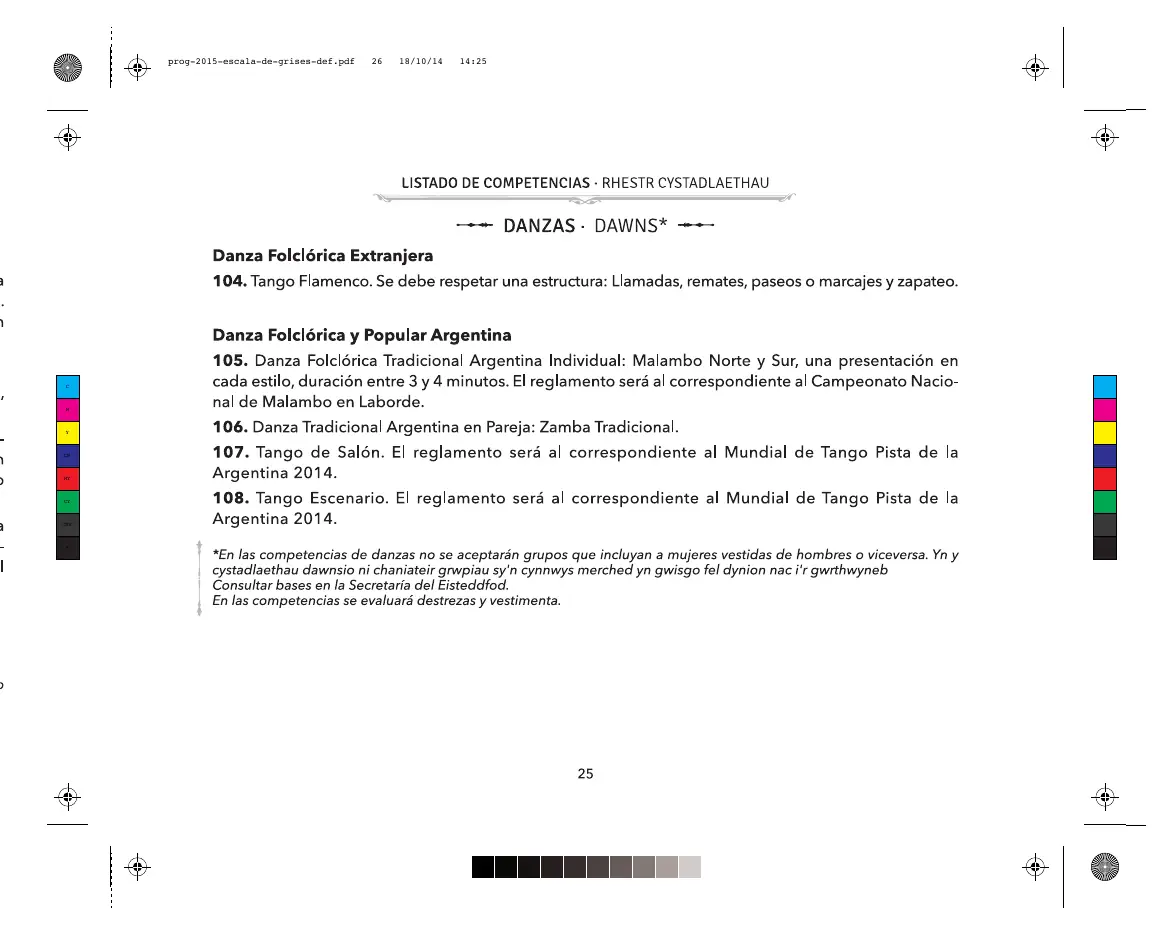 prog-2015-escala-de-grises-def.pdf 26 18/10/14 14:25
LISTADO DE COMPETENCIAS · RHESTR CYSTADLAETHAU
DANZAS · DAWNS*
Danza Folclórica Extranjera
104. Tango Flamenco. Se debe respetar una estructura: Llamadas, remates, paseos o marcajes y zapateo.
Danza Folclórica y Popular Argentina
105. Danza Folclórica Tradicional Argentina Individual: Malambo Norte y Sur, una presentación en
cada estilo, duración entre 3 y 4 minutos. El reglamento será al correspondiente al Campeonato Nacio-
nal de Malambo en Laborde.
106. Danza Tradicional Argentina en Pareja: Zamba Tradicional.
107. Tango de Salón. El reglamento será al correspondiente al Mundial de Tango Pista de la
Argentina 2014.
108. Tango Escenario. El reglamento será al correspondiente al Mundial de Tango Pista de la
Argentina 2014.
*En las competencias de danzas no se aceptarán grupos que incluyan a mujeres vestidas de hombres o viceversa. Yn y
cystadlaethau dawnsio ni chaniateir grwpiau sy'n cynnwys merched yn gwisgo fel dynion nac i'r gwrthwyneb
Consultar bases en la Secretaría del Eisteddfod.
En las competencias se evaluará destrezas y vestimenta.
25